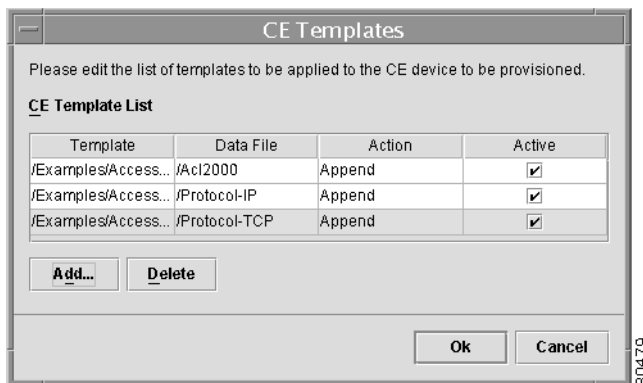 CE Templates
Please edit the list of templates to be applied to the CE device to be provisioned.
CE Template List
Template Data File Action Active
/Examples/Access... /Acl2000 Append
/Examples/Access... /Protocol-IP Append
/Examples/Access... /Protocol-TCP Append
Add... Delete
Ok Cancel